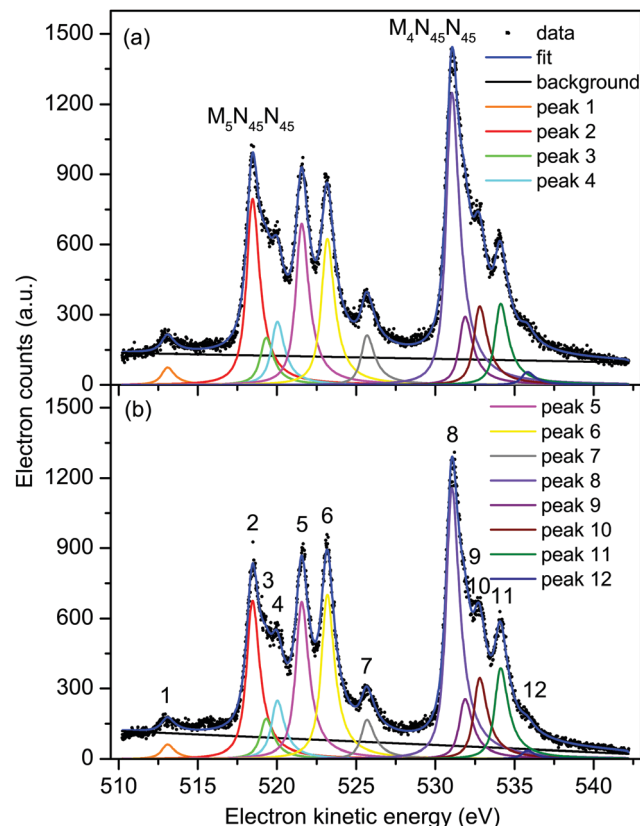 1500
(a)
M₄N₄₅N₄₅
data
fit
background
peak 1
peak 2
peak 3
peak 4
M₅N₄₅N₄₅
1200
900
600
300
0
Electron counts (a.u.)
1500
(b)
peak 5
peak 6
peak 7
peak 8
peak 9
peak 10
peak 11
peak 12
1200
900
600
300
0
1
2
3
4
5
6
7
8
9
10
11
12
510 515 520 525 530 535 540
Electron kinetic energy (eV)